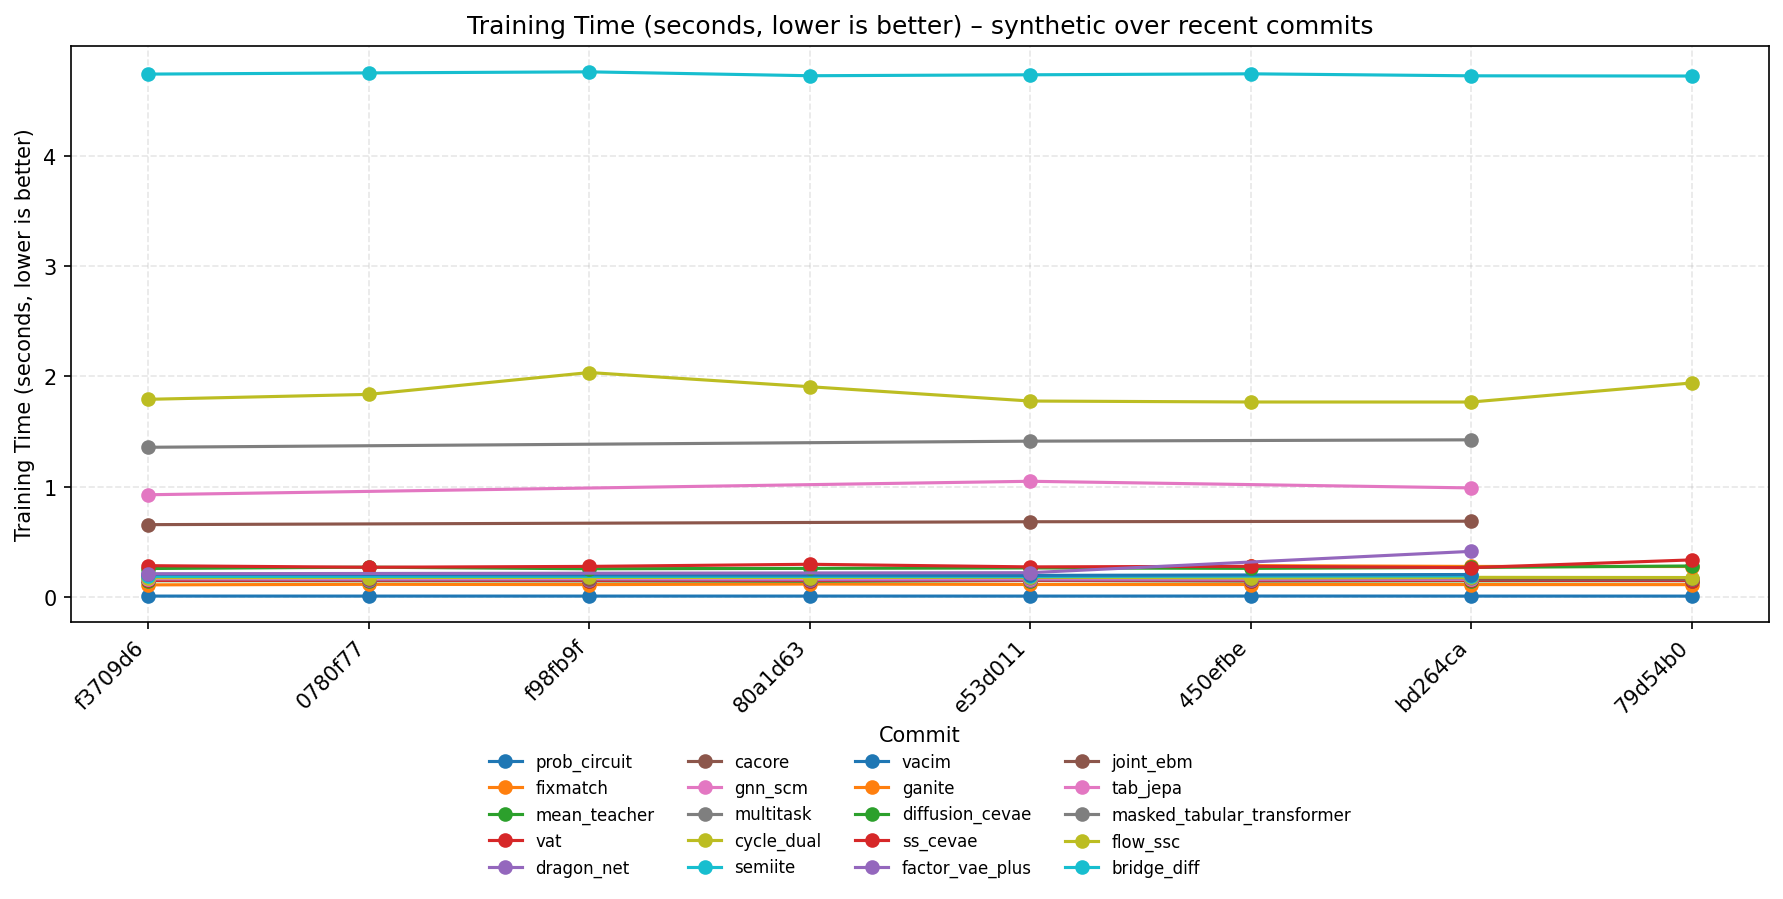 Training Time (seconds, lower is better) – synthetic over recent commits
Training Time (seconds, lower is better)
4
3
2
1
0
f3709d6
0780f77
f98fb9f
80a1d63
e53d011
450efbe
bd264ca
79d54b0
Commit
prob_circuit
fixmatch
mean_teacher
vat
dragon_net
cacore
gnn_scm
multitask
cycle_dual
semiite
vacim
ganite
diffusion_cevae
ss_cevae
factor_vae_plus
joint_ebm
tab_jepa
masked_tabular_transformer
flow_ssc
bridge_diff